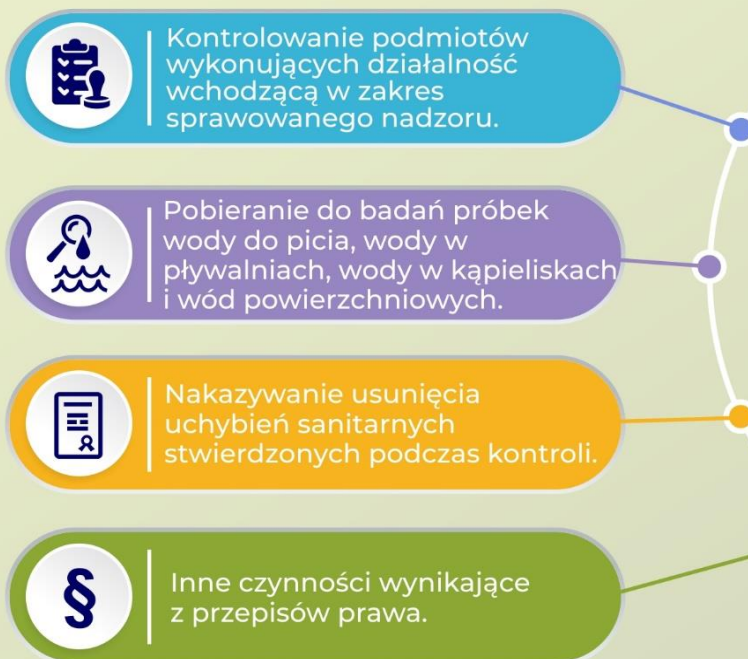 Kontrolowanie podmiotów
wykonujących działalność
wchodzącą w zakres
sprawowanego nadzoru.
Pobieranie do badań próbek
wody do picia, wody w
pływalniach, wody w kąpieliskach
i wód powierzchniowych.
Nakazywanie usunięcia
uchybień sanitarnych
stwierdzonych podczas kontroli.
§
Inne czynności wynikające
z przepisów prawa.